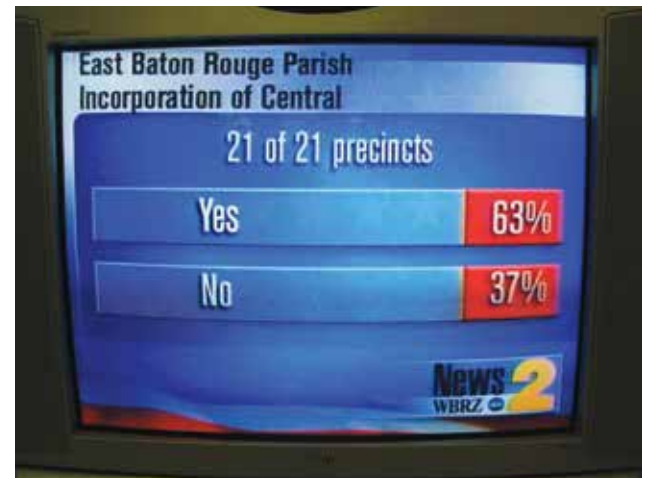 East Baton Rouge Parish
Incorporation of Central
21 of 21 precincts
Yes 63%
No 37%
News 2
WBRZ